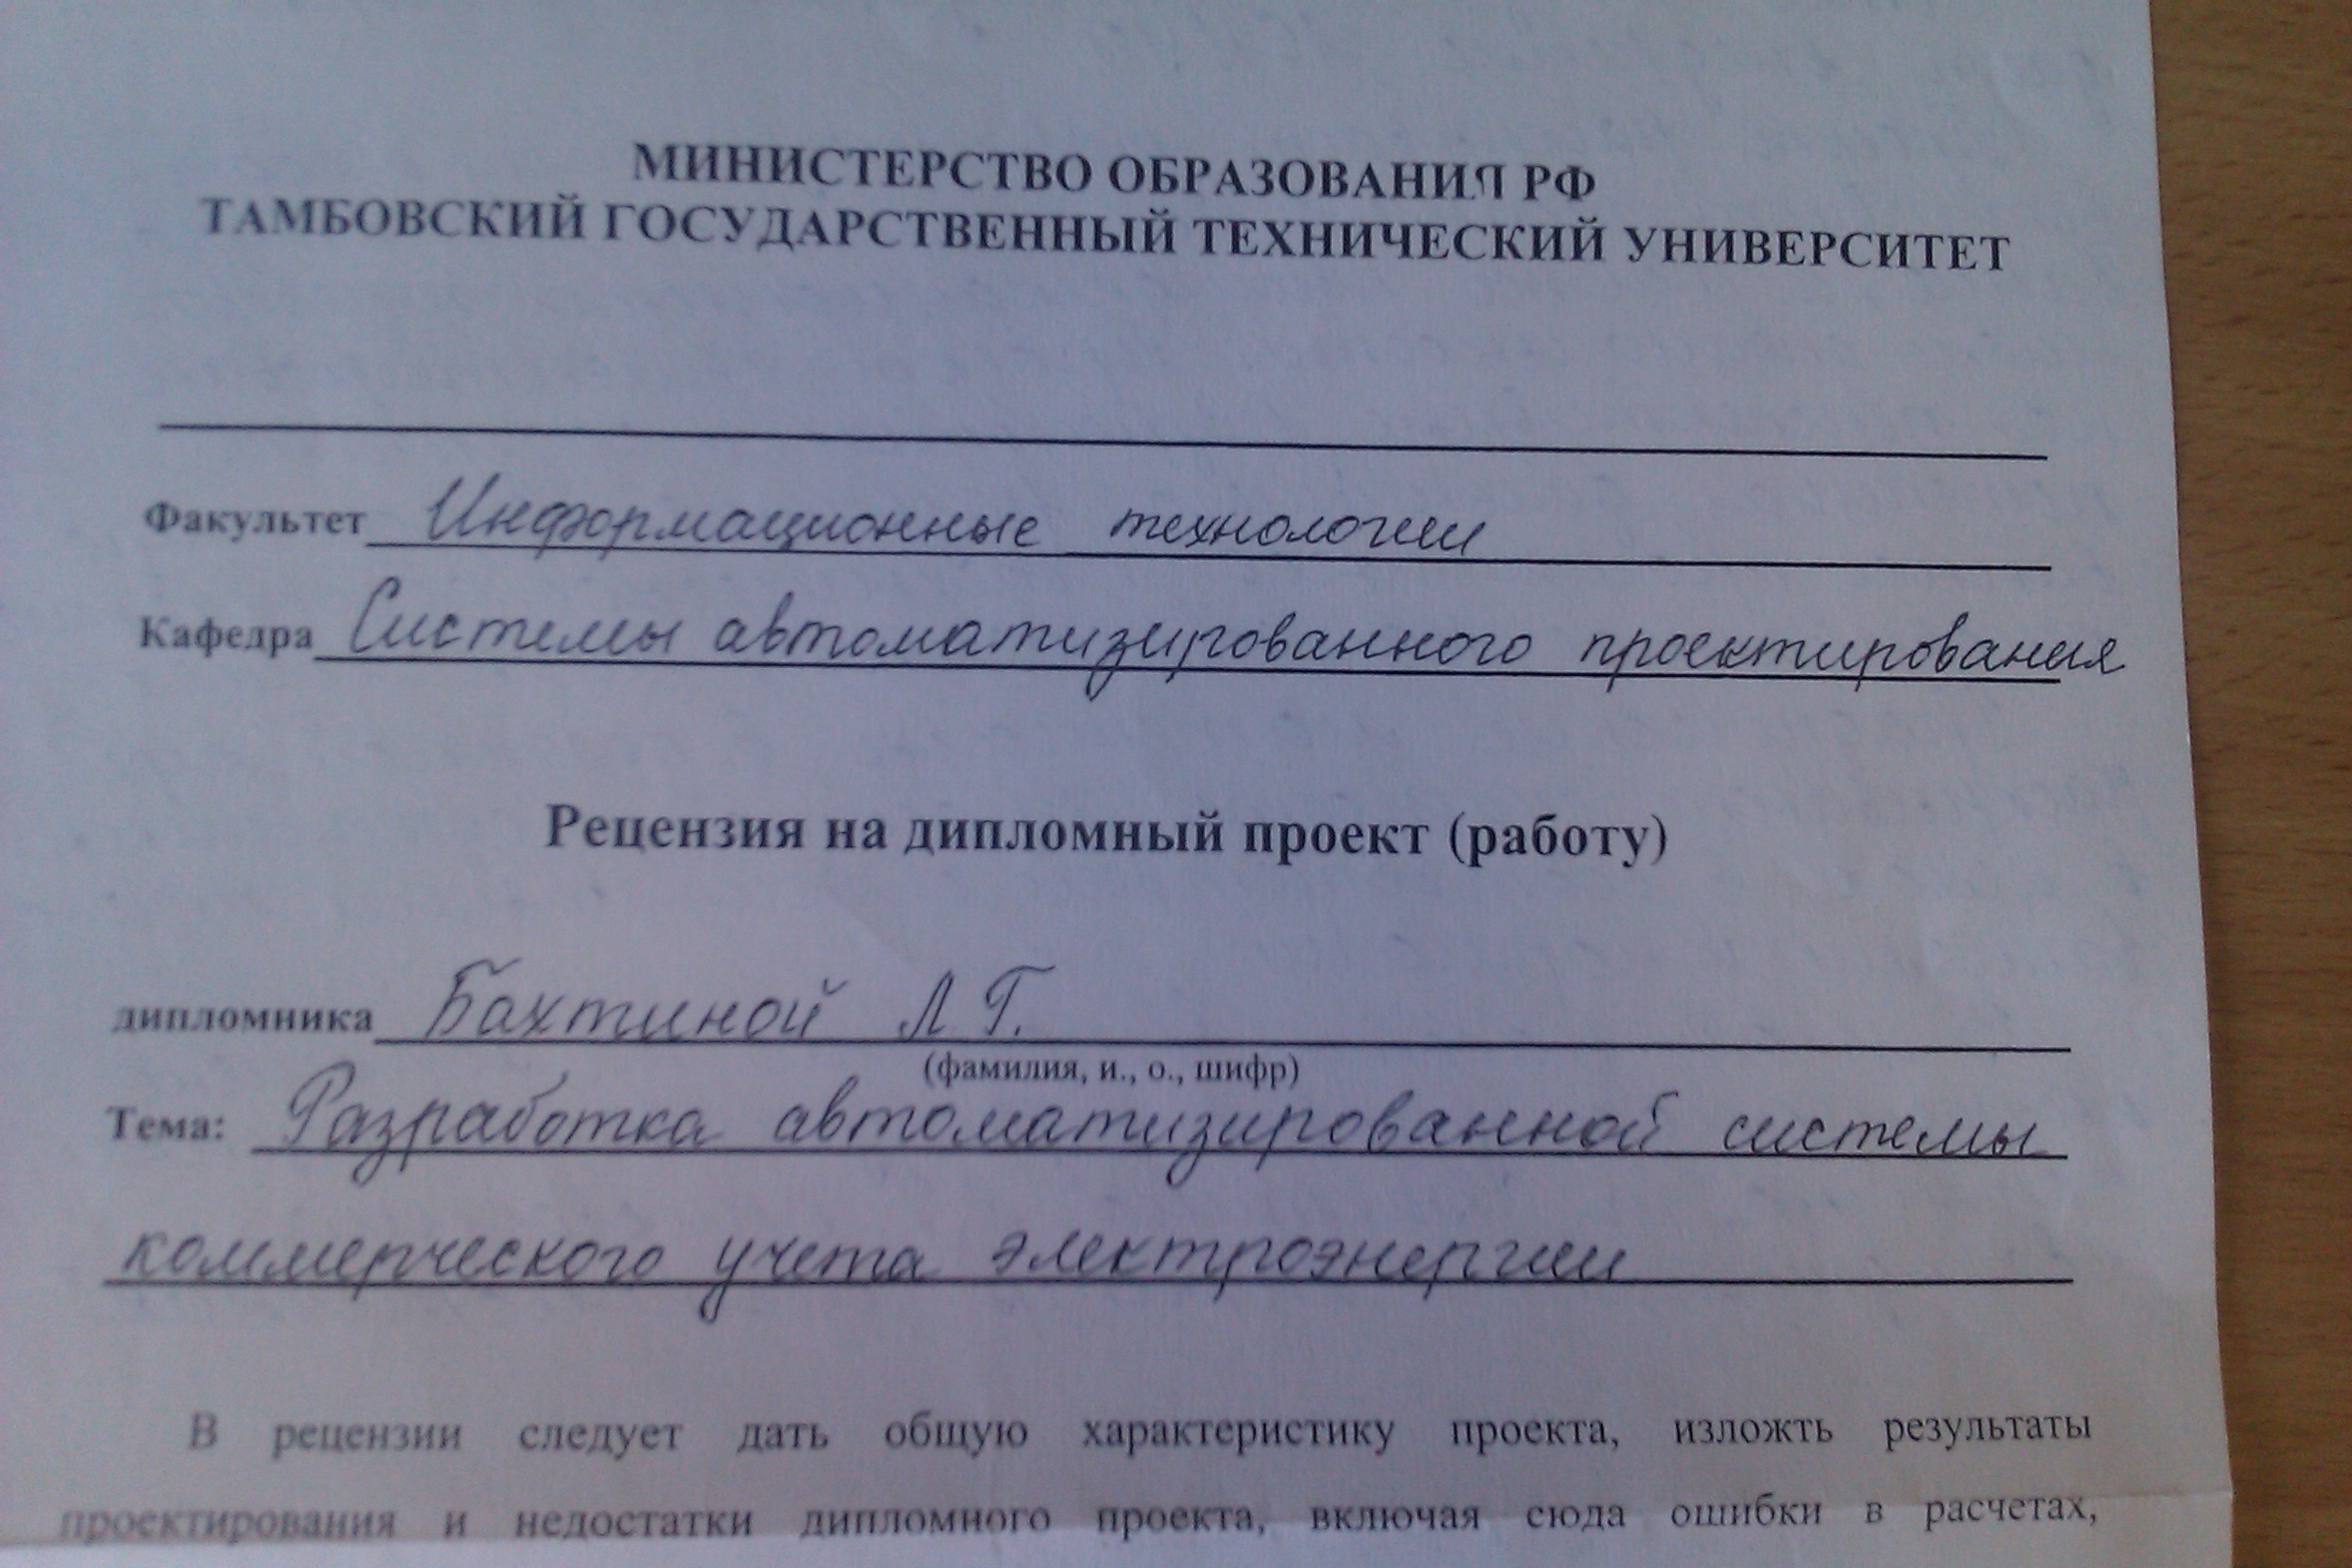 МИНИСТЕРСТВО ОБРАЗОВАНИЯ РФ
ТАМБОВСКИЙ ГОСУДАРСТВЕННЫЙ ТЕХНИЧЕСКИЙ УНИВЕРСИТЕТ
Факультет Информационные технологии
Кафедра Системы автоматизированного проектирования
Рецензия на дипломный проект (работу)
дипломника Бахтиной Л Г.
(фамилия, и., о., шифр)
Тема: Разработка автоматизированной системы
коммерческого учета электроэнергии
В рецензии следует дать общую характеристику проекта, изложть результаты
проектирования и недостатки дипломного проекта, включая сюда ошибки в расчетах,